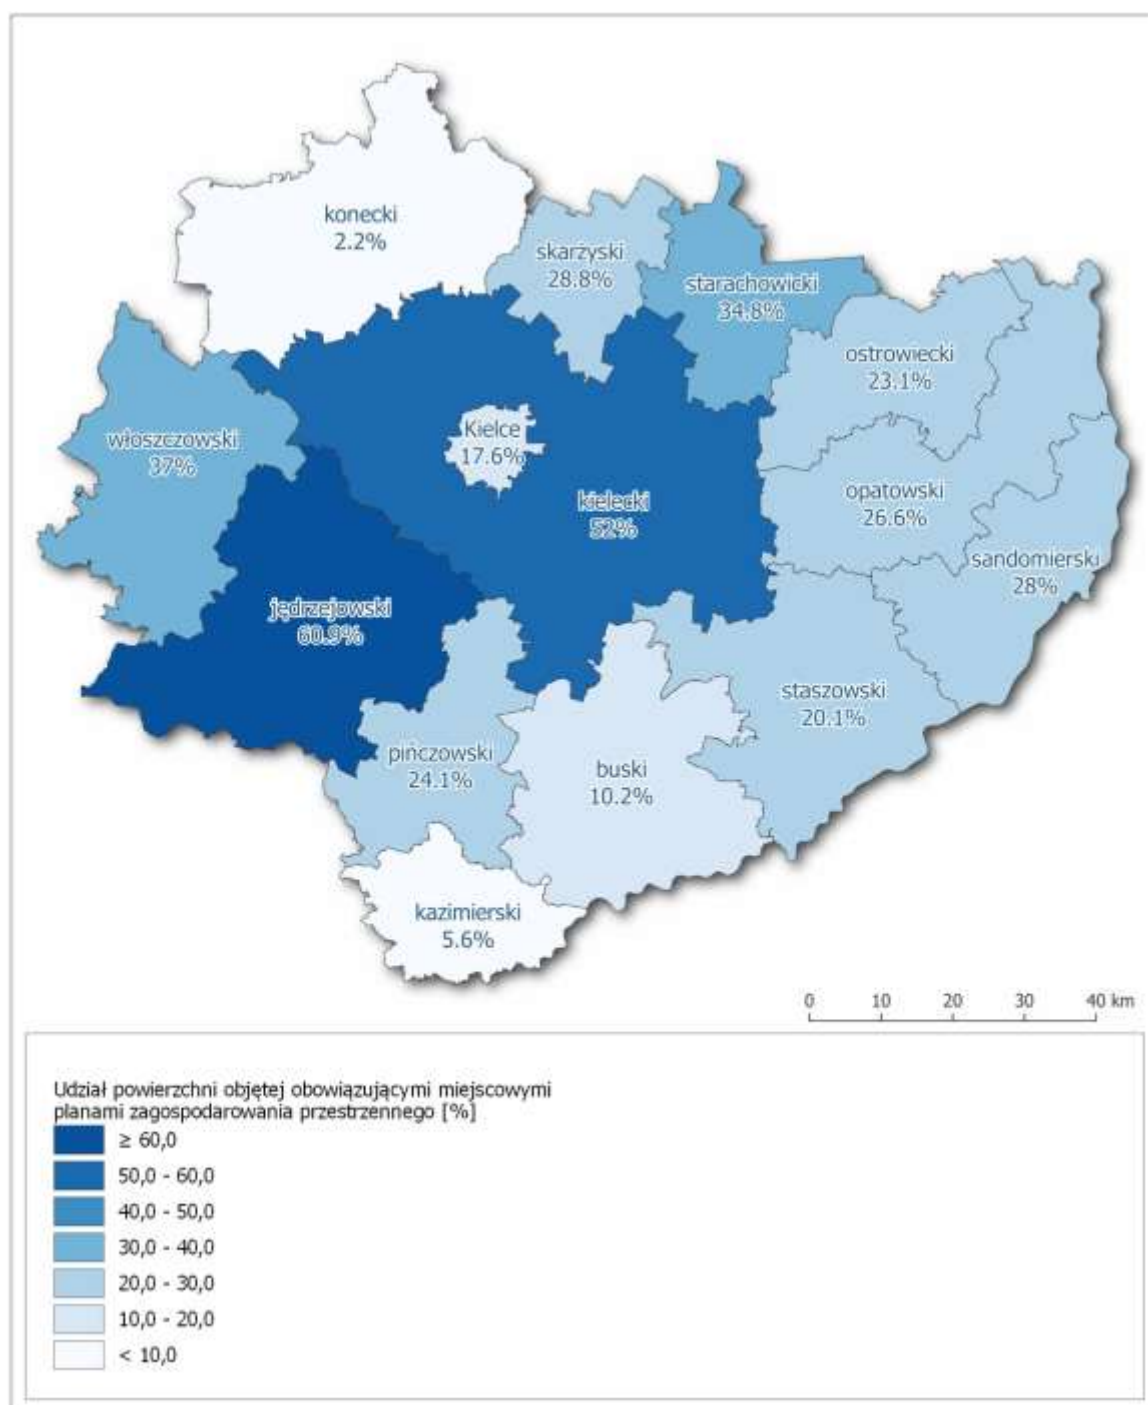 konecki
2.2%
skarżyski
28.8%
starachowicki
34.8%
ostrowiecki
23.1%
włoszczowski
37%
Kielce
17.6%
kielecki
52%
opatowski
26.6%
sandomierski
28%
jędrzejowski
60.9%
staszowski
20.1%
pińczowski
24.1%
buski
10.2%
kazimierski
5.6%
0 10 20 30 40 km
Udział powierzchni objętej obowiązującymi miejscowymi
planami zagospodarowania przestrzennego [%]
≥ 60,0
50,0 - 60,0
40,0 - 50,0
30,0 - 40,0
20,0 - 30,0
10,0 - 20,0
< 10,0